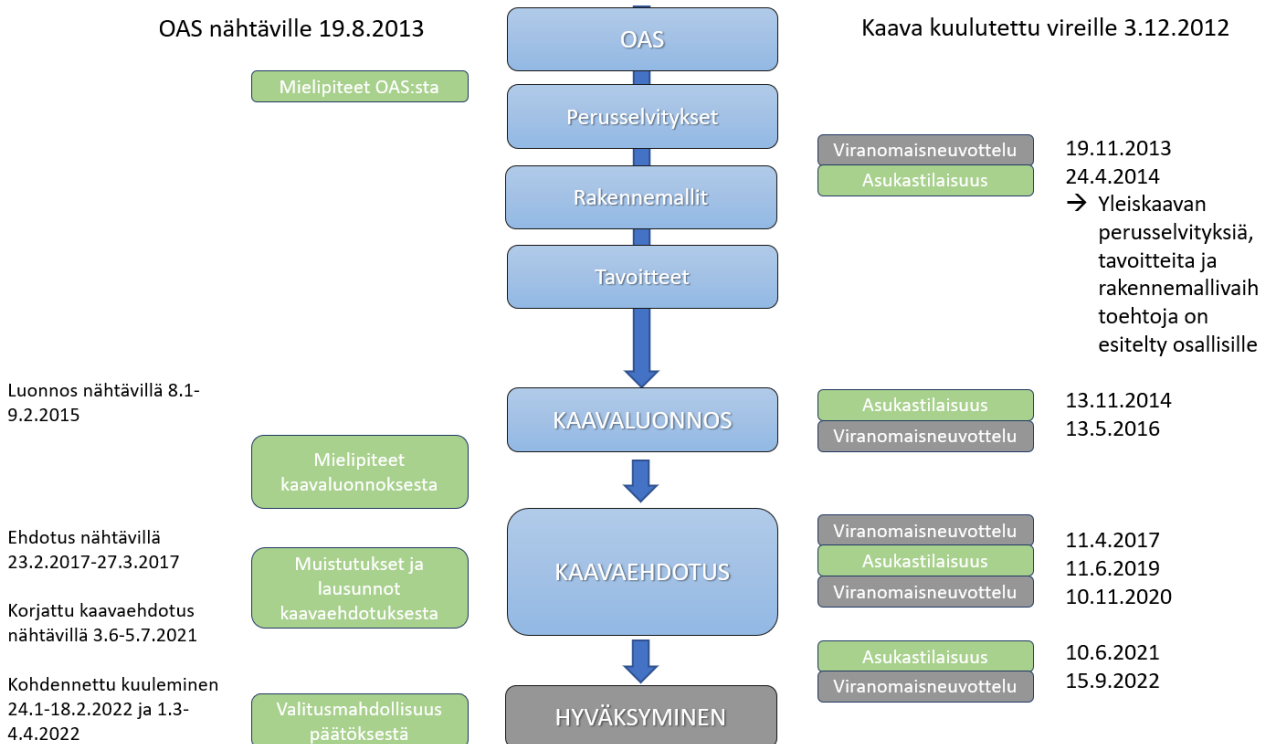 OAS nähtäville 19.8.2013
OAS
Kaava kuulutettu vireille 3.12.2012
Mielipiteet OAS:sta
Perusselvitykset
Viranomaisneuvottelu
19.11.2013
Asukastilaisuus
24.4.2014
Rakennemallit
→ Yleiskaavan
perusselvityksiä,
tavoitteita ja
rakennemallivaih
toehtoja on
esitelty osallisille
Tavoitteet
Luonnos nähtävillä 8.1-
9.2.2015
KAAVALUONNOS
Asukastilaisuus
13.11.2014
Viranomaisneuvottelu
13.5.2016
Mielipiteet
kaavaluonnoksesta
Ehdotus nähtävillä
23.2.2017-27.3.2017
Muistutukset ja
lausunnot
kaavaehdotuksesta
KAAVAEHDOTUS
Viranomaisneuvottelu
11.4.2017
Asukastilaisuus
11.6.2019
Viranomaisneuvottelu
10.11.2020
Korjattu kaavaehdotus
nähtävillä 3.6-5.7.2021
Asukastilaisuus
10.6.2021
Viranomaisneuvottelu
15.9.2022
Kohdennettu kuuleminen
24.1-18.2.2022 ja 1.3-
4.4.2022
Valitusmahdollisuus
päätöksestä
HYVÄKSYMINEN